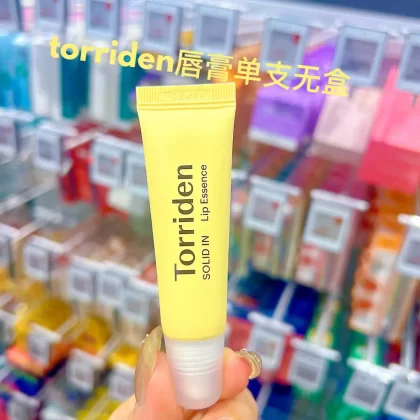 torriden唇膏单支无盒
Torriden
SOLID IN Lip Essence